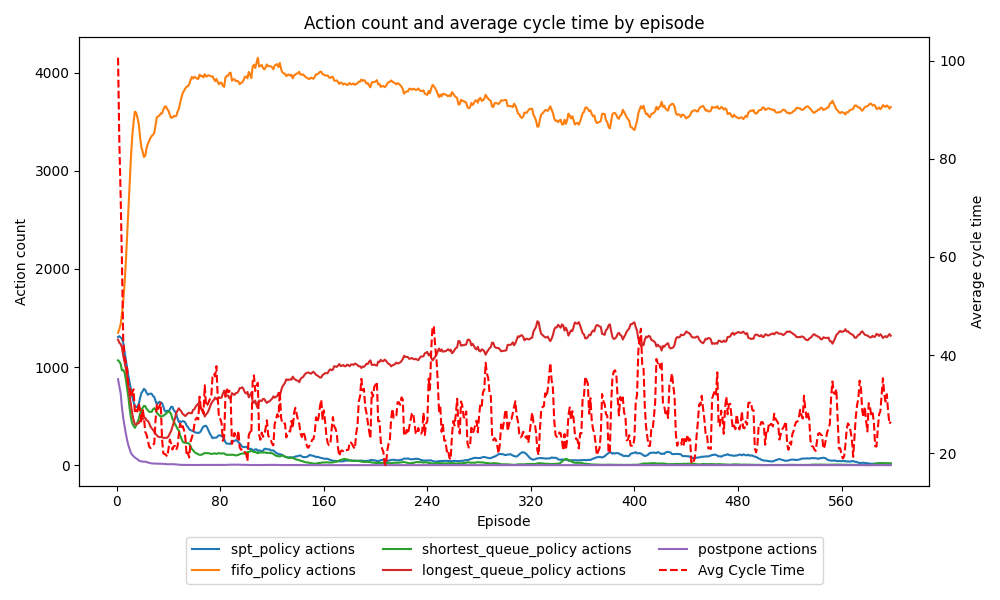 Action count and average cycle time by episode
4000
3000
2000
1000
0
Action count
100
80
60
40
20
Average cycle time
0 80 160 240 320 400 480 560
Episode
spt_policy actions shortest_queue_policy actions postpone actions
fifo_policy actions longest_queue_policy actions Avg Cycle Time